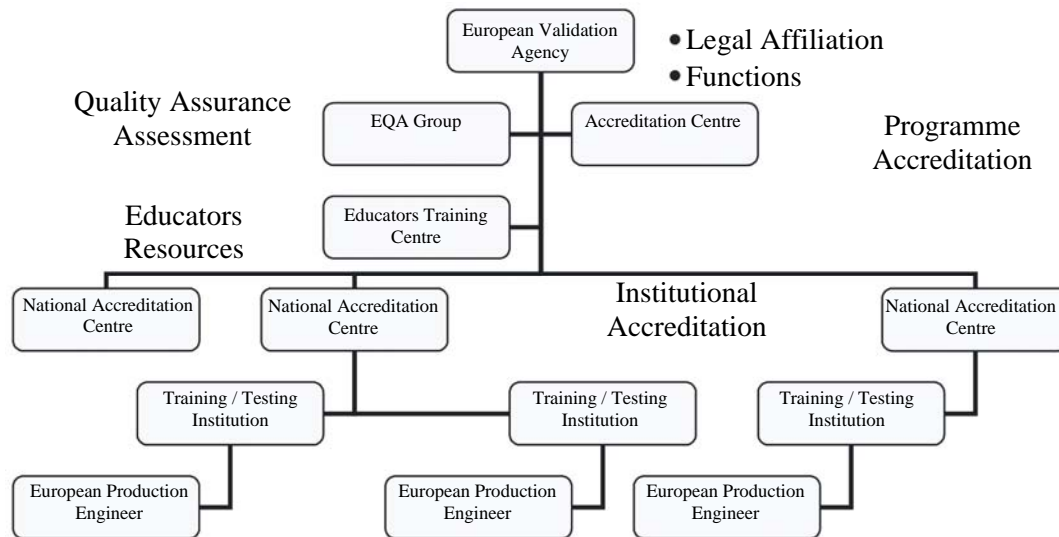 European Validation
Agency
• Legal Affiliation
• Functions
Quality Assurance
Assessment
EQA Group
Accreditation Centre
Programme
Accreditation
Educators
Resources
Educators Training
Centre
National Accreditation
Centre
National Accreditation
Centre
Institutional
Accreditation
National Accreditation
Centre
Training / Testing
Institution
Training / Testing
Institution
Training / Testing
Institution
European Production
Engineer
European Production
Engineer
European Production
Engineer